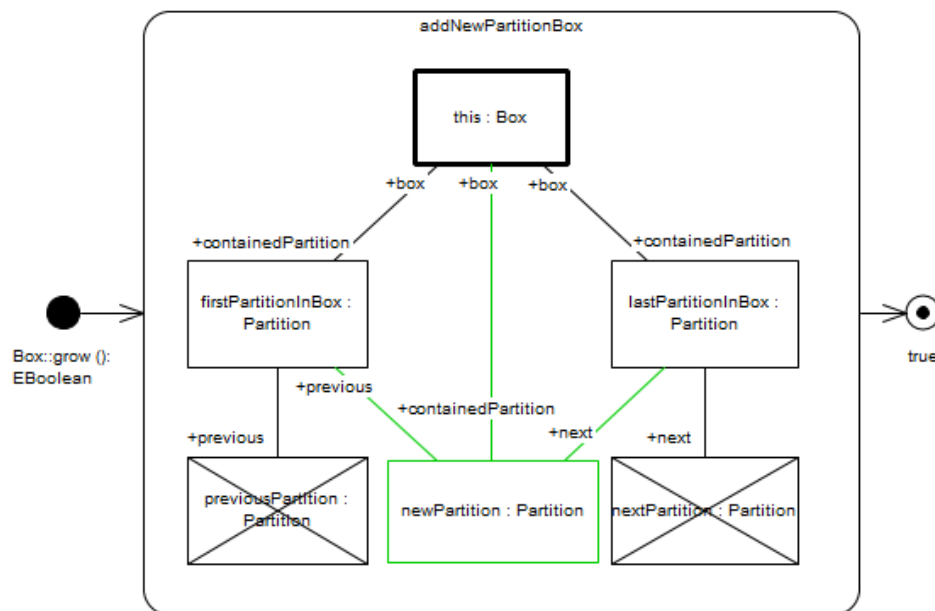 addNewPartitionBox
this : Box
+box
+box
+box
+containedPartition
+containedPartition
firstPartitionInBox :
Partition
lastPartitionInBox :
Partition
Box::grow ():
EBoolean
true
+previous
+containedPartition
+previous
+next
+next
previousPartition :
Partition
newPartition : Partition
nextPartition : Partition